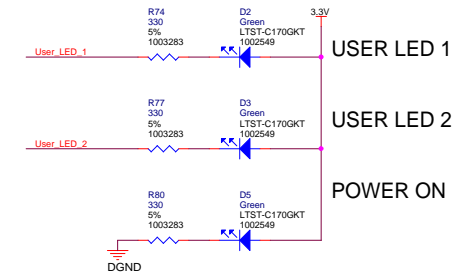 R74
330
5%
1003283
D2
Green
LTST-C170GKT
1002549
3.3V
User_LED_1
USER LED 1
R77
330
5%
1003283
D3
Green
LTST-C170GKT
1002549
User_LED_2
USER LED 2
R80
330
5%
1003283
D5
Green
LTST-C170GKT
1002549
POWER ON
DGND